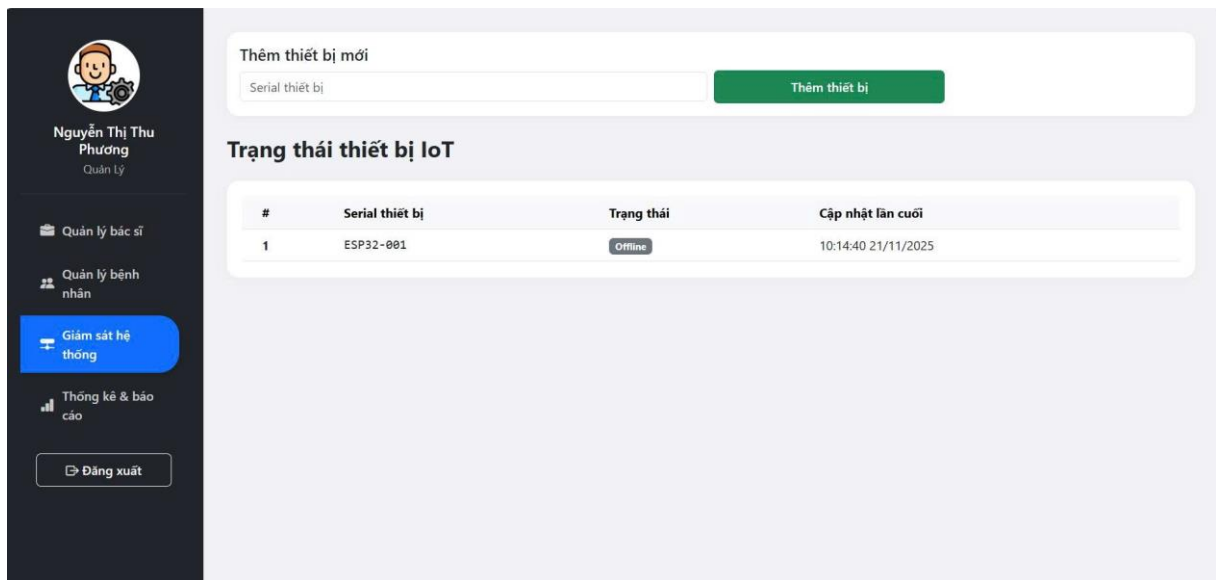 Nguyễn Thị Thu
Phương
Quản Lý
Quản lý bác sĩ
Quản lý bệnh
nhân
Giám sát hệ
thống
Thống kê & báo
cáo
Đăng xuất
Thêm thiết bị mới
Serial thiết bị
Thêm thiết bị
Trạng thái thiết bị IoT
# Serial thiết bị Trạng thái Cập nhật lần cuối
1 ESP32-001 Offline 10:14:40 21/11/2025